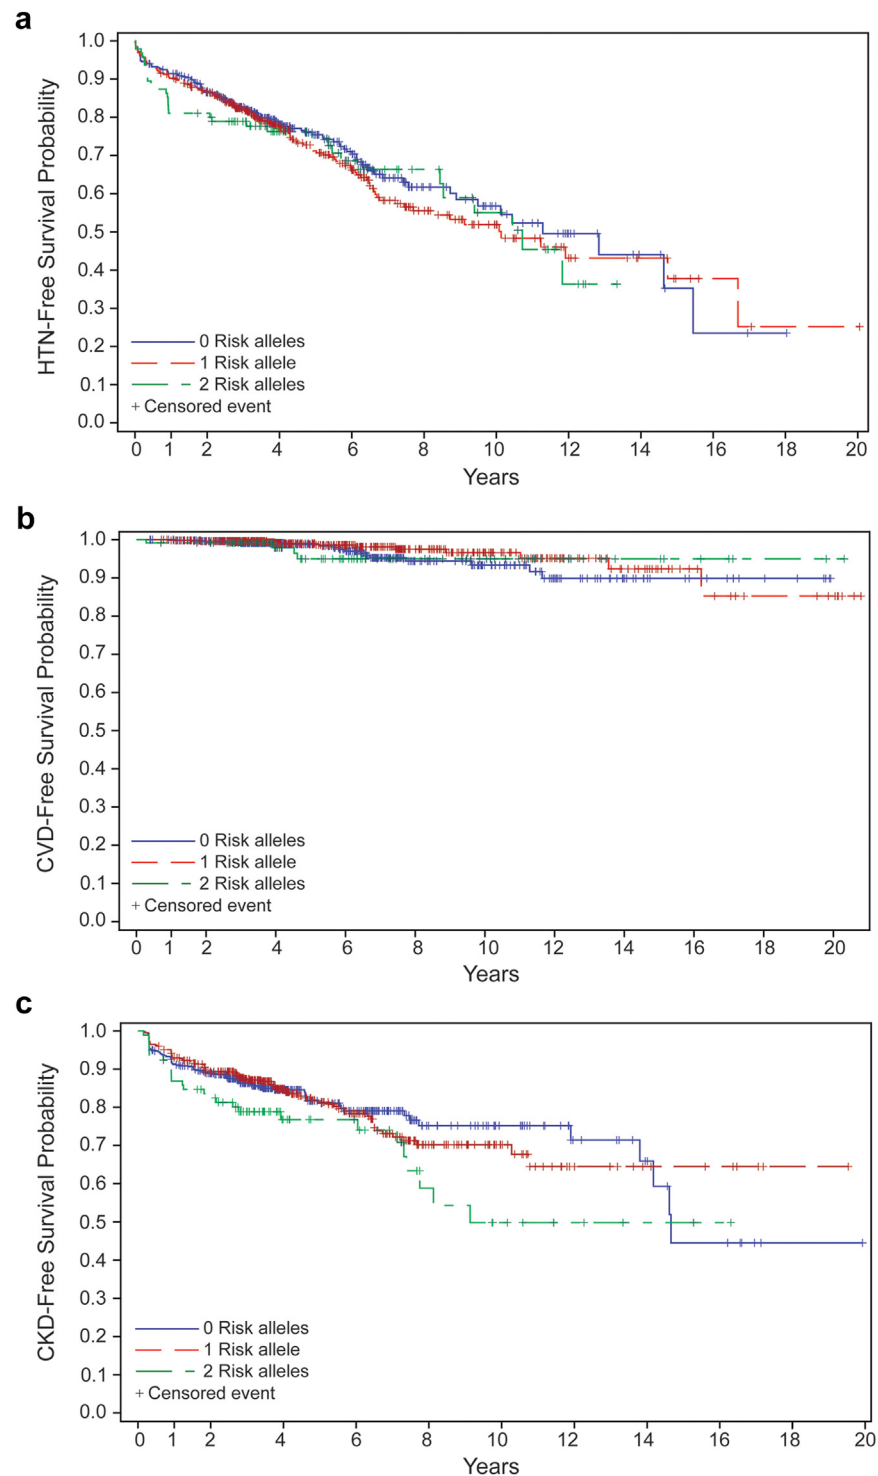 a
HTN-Free Survival Probability
1.0
0.9
0.8
0.7
0.6
0.5
0.4
0.3
0.2
0.1
0.0
0 Risk alleles
1 Risk allele
2 Risk alleles
+ Censored event
0 1 2 4 6 8 10 12 14 16 18 20
Years
b
CVD-Free Survival Probability
1.0
0.9
0.8
0.7
0.6
0.5
0.4
0.3
0.2
0.1
0.0
0 Risk alleles
1 Risk allele
2 Risk alleles
+ Censored event
0 1 2 4 6 8 10 12 14 16 18 20
Years
c
CKD-Free Survival Probability
1.0
0.9
0.8
0.7
0.6
0.5
0.4
0.3
0.2
0.1
0.0
0 Risk alleles
1 Risk allele
2 Risk alleles
+ Censored event
0 1 2 4 6 8 10 12 14 16 18 20
Years